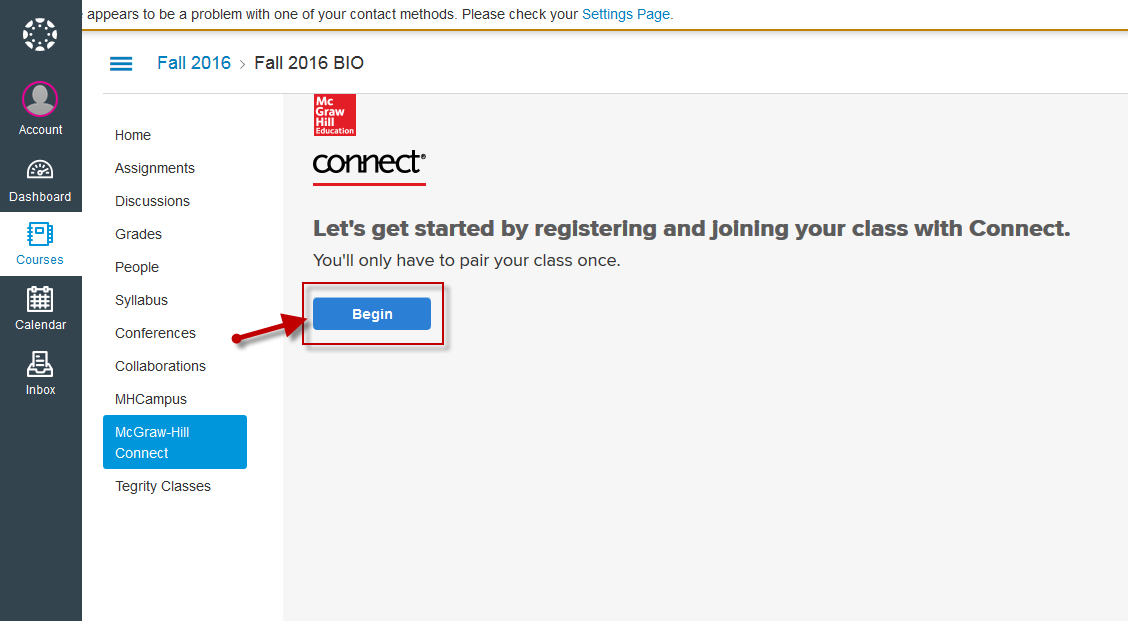 appears to be a problem with one of your contact methods. Please check your Settings Page.
Fall 2016 > Fall 2016 BIO
Account
Dashboard
Courses
Calendar
Inbox
Home
Assignments
Discussions
Grades
People
Syllabus
Conferences
Collaborations
MHCampus
McGraw-Hill
Connect
Tegrity Classes
Mc
Graw
Hill
Education
connect®
Let's get started by registering and joining your class with Connect.
You'll only have to pair your class once.
Begin